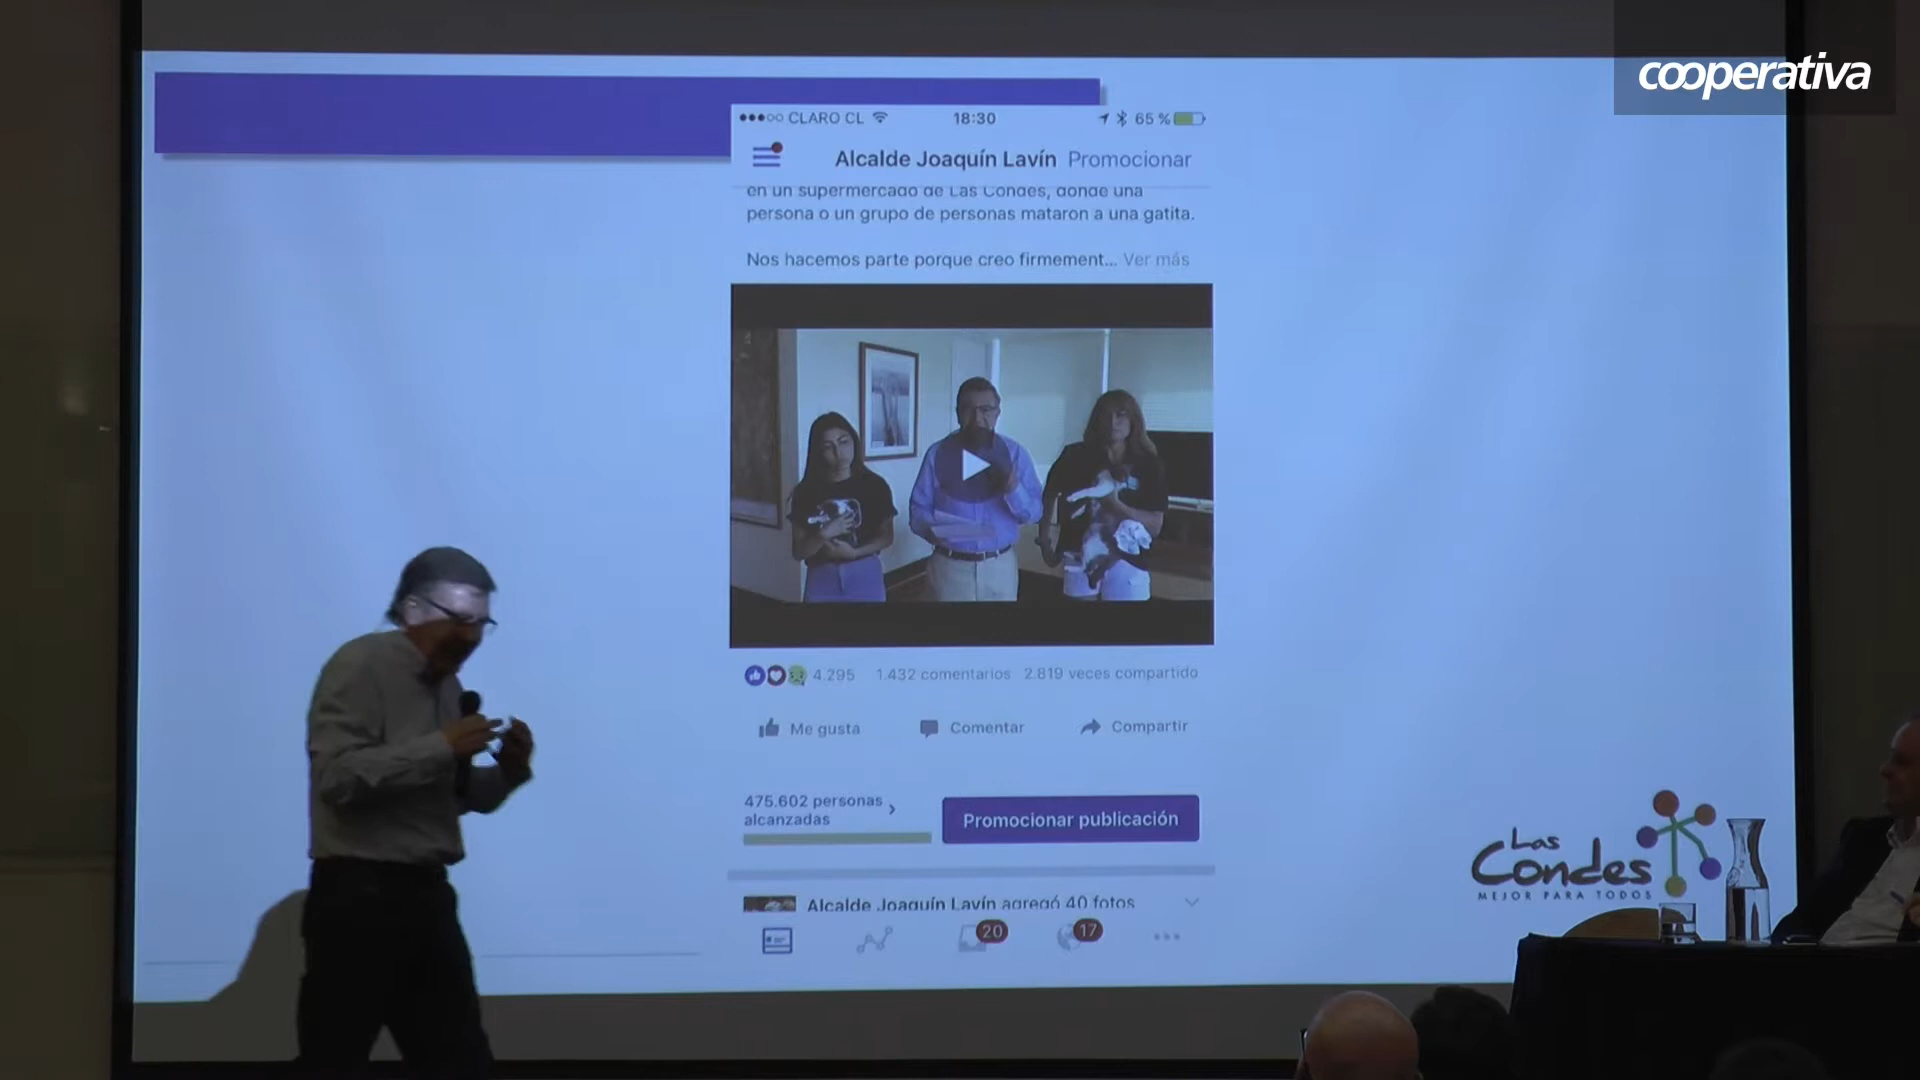 cooperativa
CLARO CL 18:30 65 %
Alcalde Joaquín Lavín Promocionar
en un supermercado de Las Condes, donde una
persona o un grupo de personas mataron a una gatita.
Nos hacemos parte porque creo firmement... Ver más
4.295 1.432 comentarios 2.819 veces compartido
Me gusta Comentar Compartir
475.602 personas
alcanzadas
Promocionar publicación
Alcalde Joaquín Lavín agregó 40 fotos
20 17
Las
Condes
MEJOR PARA TODOS